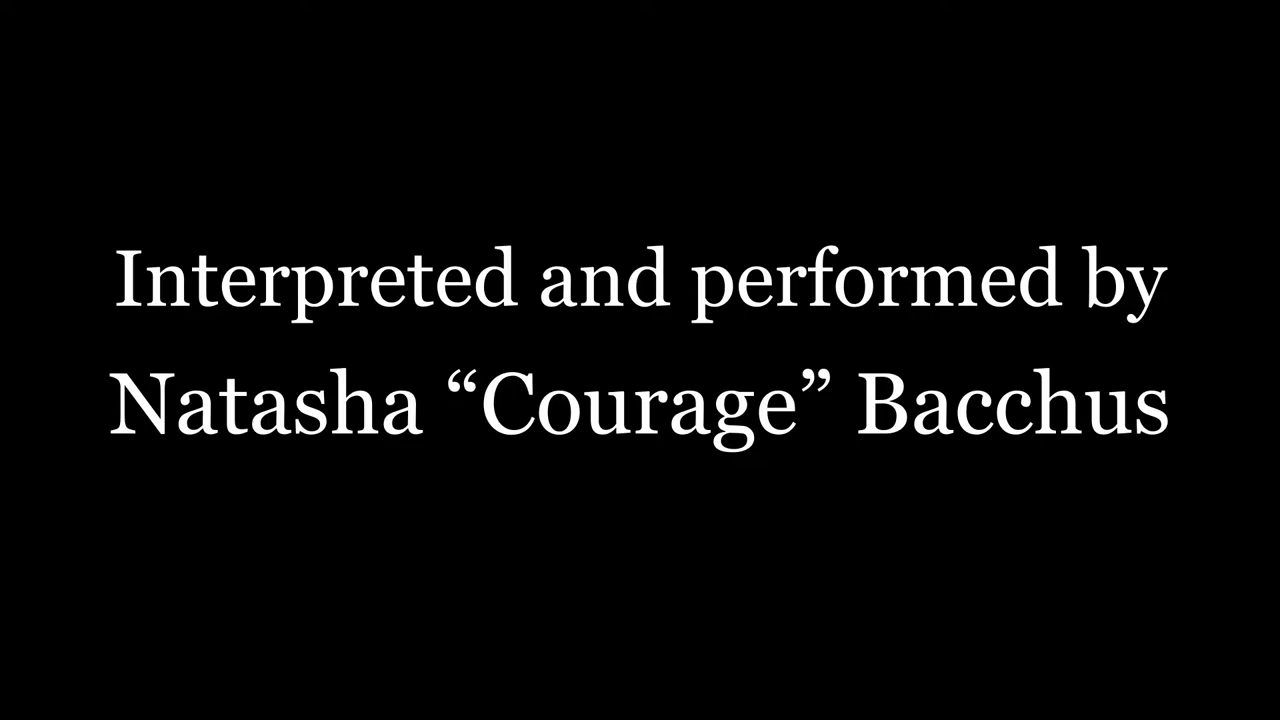 Interpreted and performed by
Natasha “Courage” Bacchus